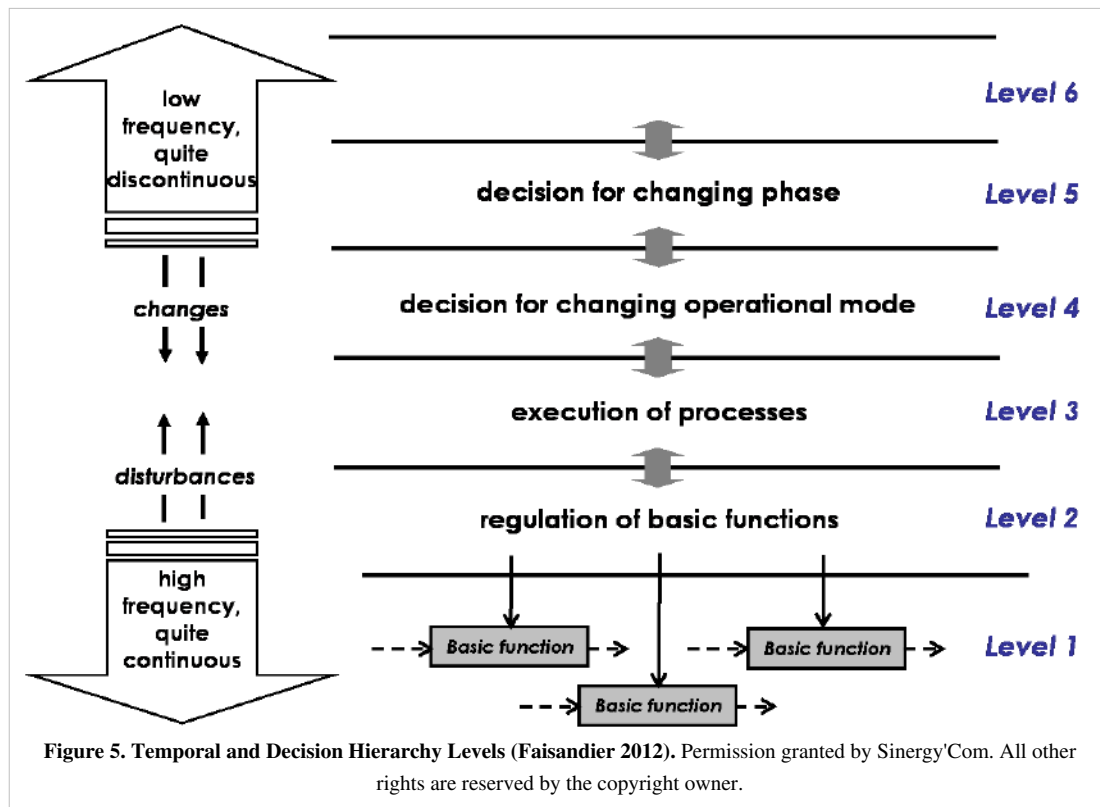 low
frequency,
quite
discontinuous
changes
disturbances
high
frequency,
quite
continuous
Level 6
decision for changing phase
Level 5
decision for changing operational mode
Level 4
execution of processes
Level 3
regulation of basic functions
Level 2
Basic function
Basic function
Level 1
Basic function
Figure 5. Temporal and Decision Hierarchy Levels (Faisandier 2012). Permission granted by Sinergy'Com. All other
rights are reserved by the copyright owner.